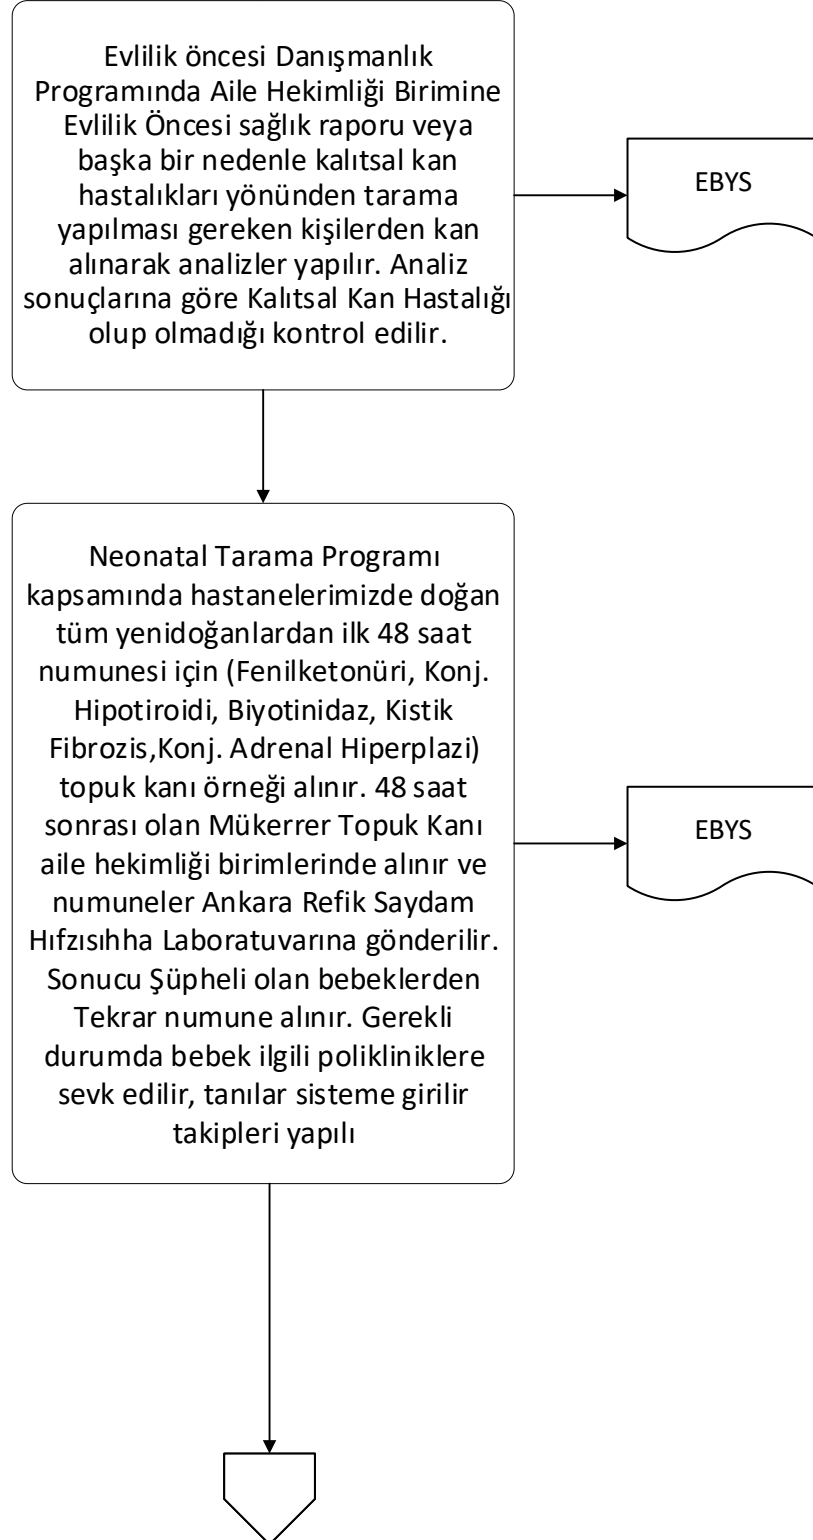 Evlilik öncesi Danışmanlık
Programında Aile Hekimliği Birimine
Evlilik Öncesi sağlık raporu veya
başka bir nedenle kalıtsal kan
hastalıkları yönünden tarama
yapılması gereken kişilerden kan
alınarak analizler yapılır. Analiz
sonuçlarına göre Kalıtsal Kan Hastalığı
olup olmadığı kontrol edilir.
EBYS
Neonatal Tarama Programı
kapsamında hastanelerimizde doğan
tüm yenidoğanlardan ilk 48 saat
numunesi için (Fenilketonüri, Konj.
Hipotiroidi, Biyotinidaz, Kistik
Fibrozis,Konj. Adrenal Hiperplazi)
topuk kanı örneği alınır. 48 saat
sonrası olan Mükerrer Topuk Kanı
aile hekimliği birimlerinde alınır ve
numuneler Ankara Refik Saydam
Hıfzısıhha Laboratuvarına gönderilir.
Sonucu Şüpheli olan bebeklerden
Tekrar numune alınır. Gerekli
durumda bebek ilgili polikliniklere
sevk edilir, tanılar sisteme girilir
takipleri yapılı
EBYS